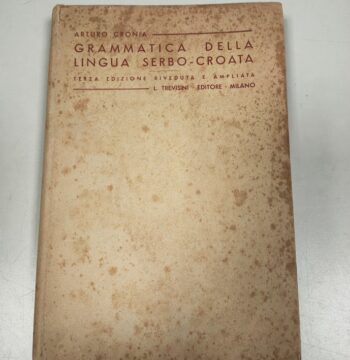 ARTURO CRONIA
GRAMMATICA DELLA
LINGUA SERBO-CROATA
TERZA EDIZIONE RIVEDUTA E AMPLIATA
L. TREVISINI - EDITORE - MILANO